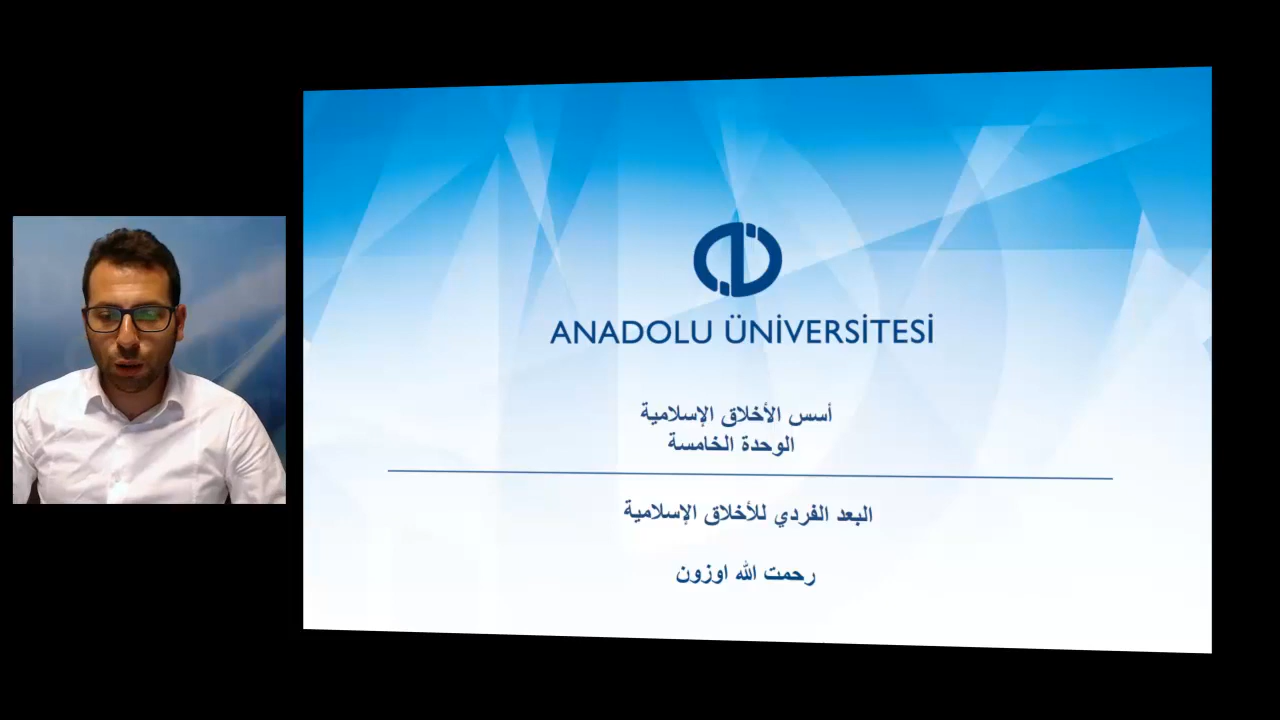 ANADOLU ÜNİVERSİTESİ
أسس الأخلاق الإسلامية
الوحدة الخامسة
البعد الفردي للأخلاق الإسلامية
رحمت الله اوزون